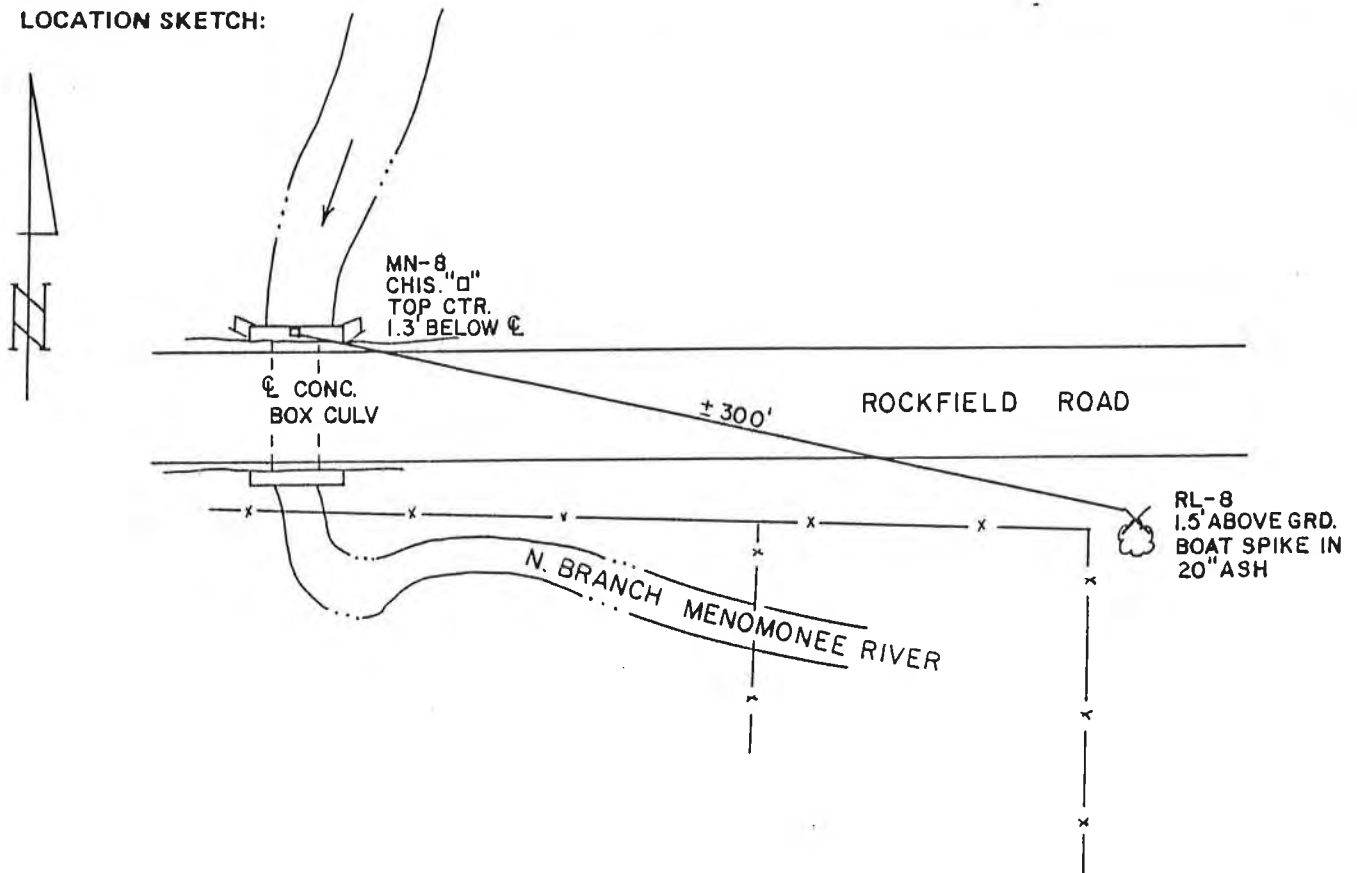 LOCATION SKETCH:
N
MN-8
CHIS. "□"
TOP CTR.
1.3' BELOW ℄
℄ CONC.
BOX CULV
± 300'
ROCKFIELD ROAD
RL-8
1.5' ABOVE GRD.
BOAT SPIKE IN
20" ASH
N. BRANCH MENOMONEE RIVER